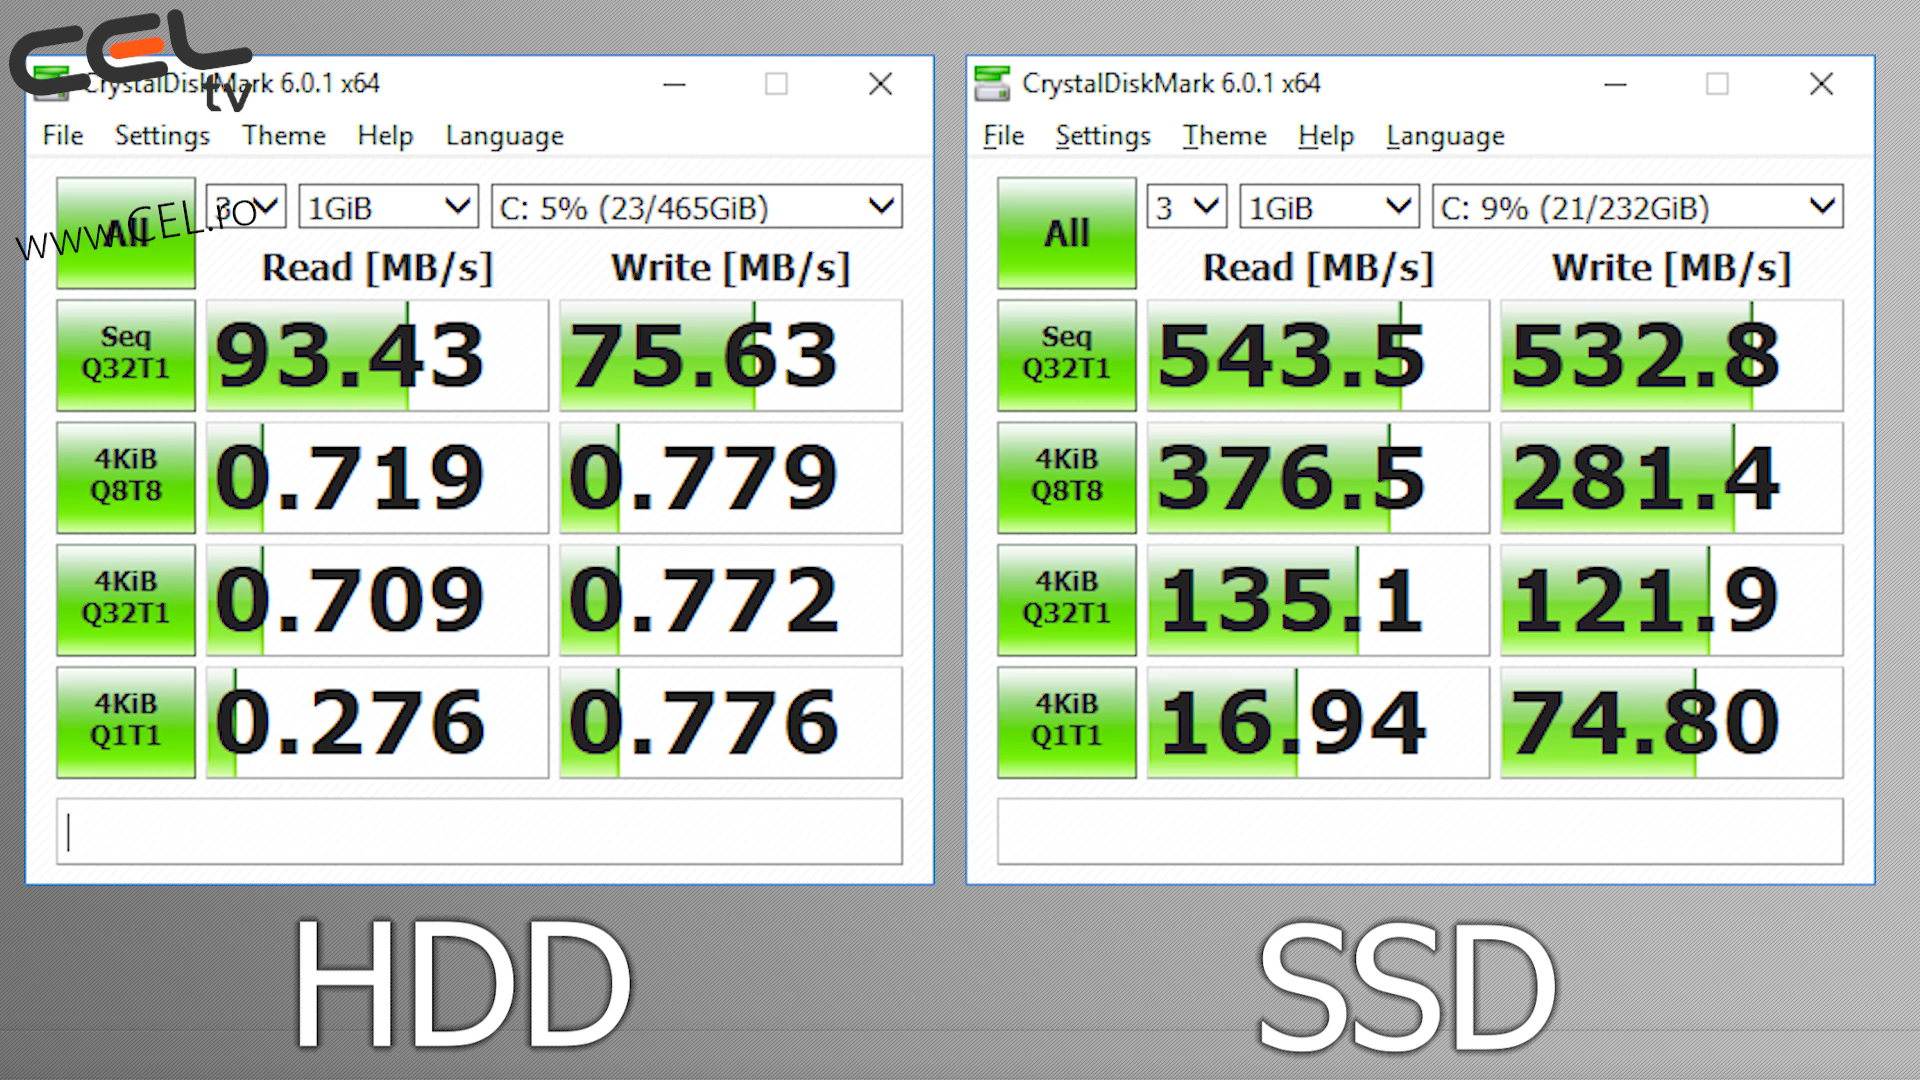 CEL tv
www.CEL.ro
CrystalDiskMark 6.0.1 x64
File Settings Theme Help Language
All
3 1GiB C: 5% (23/465GiB)
Read [MB/s] Write [MB/s]
Seq
Q32T1
93.43 75.63
4KiB
Q8T8
0.719 0.779
4KiB
Q32T1
0.709 0.772
4KiB
Q1T1
0.276 0.776
HDD
CrystalDiskMark 6.0.1 x64
File Settings Theme Help Language
All
3 1GiB C: 9% (21/232GiB)
Read [MB/s] Write [MB/s]
Seq
Q32T1
543.5 532.8
4KiB
Q8T8
376.5 281.4
4KiB
Q32T1
135.1 121.9
4KiB
Q1T1
16.94 74.80
SSD